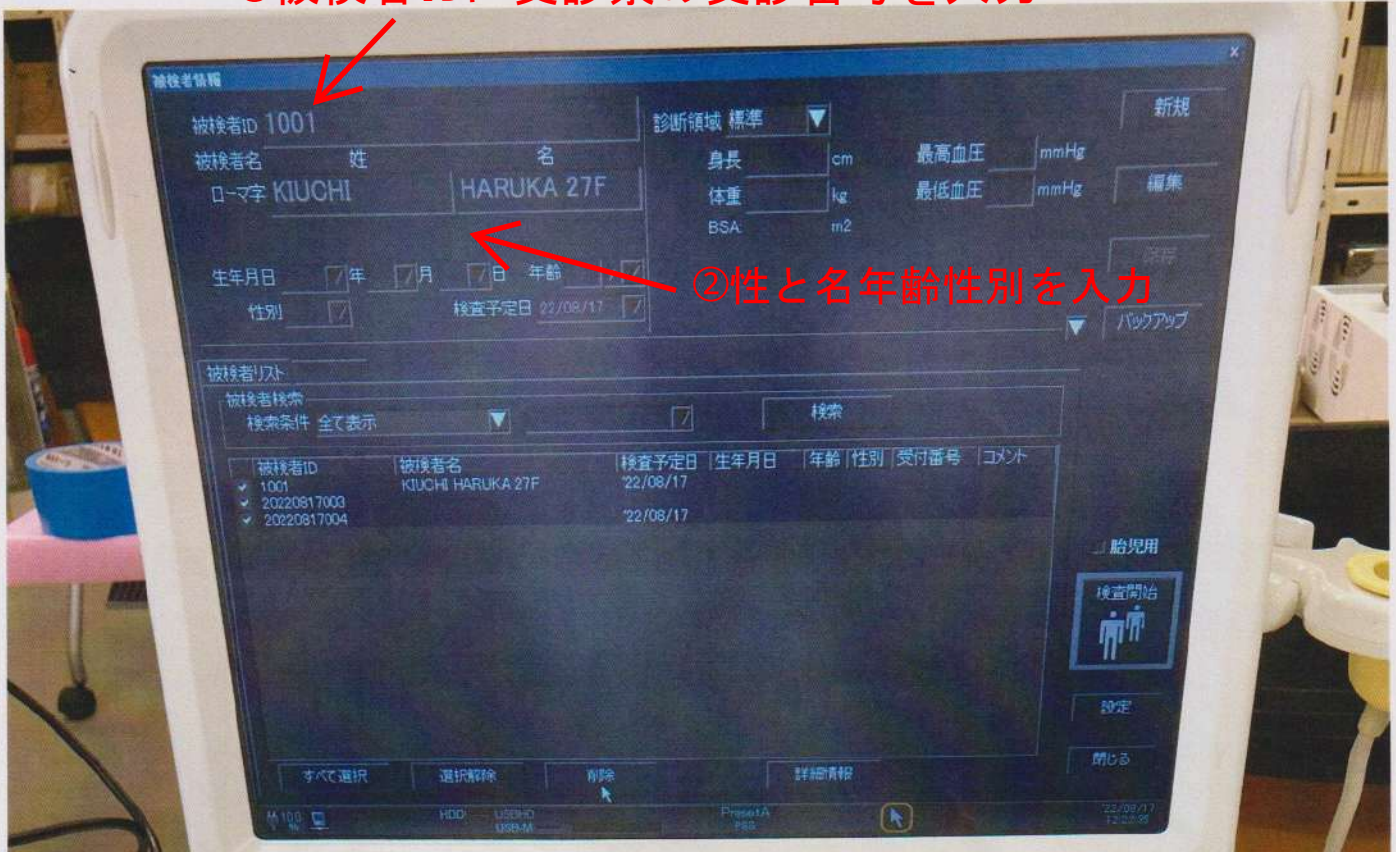 被検者情報
×
被検者ID 1001
診断領域 標準
新規
被検者名 姓 名
身長 cm 最高血圧 mmHg
ローマ字 KIUCHI HARUKA 27F
体重 kg 最低血圧 mmHg
編集
BSA: m2
保存
生年月日 年 月 日 年齢
②性と名年齢性別を入力
性別 検査予定日 22/08/17
バックアップ
被検者リスト
被検者検索
検索条件 全て表示 検索
被検者ID 被検者名 検査予定日 生年月日 年齢 性別 受付番号 コメント
1001 KIUCHI HARUKA 27F '22/08/17
20220817003
20220817004 '22/08/17
胎児用
検査開始
設定
閉じる
すべて選択 選択解除 削除 詳細情報
100 % HDD: USBHD
USB-M
PresetA
'22/08/17